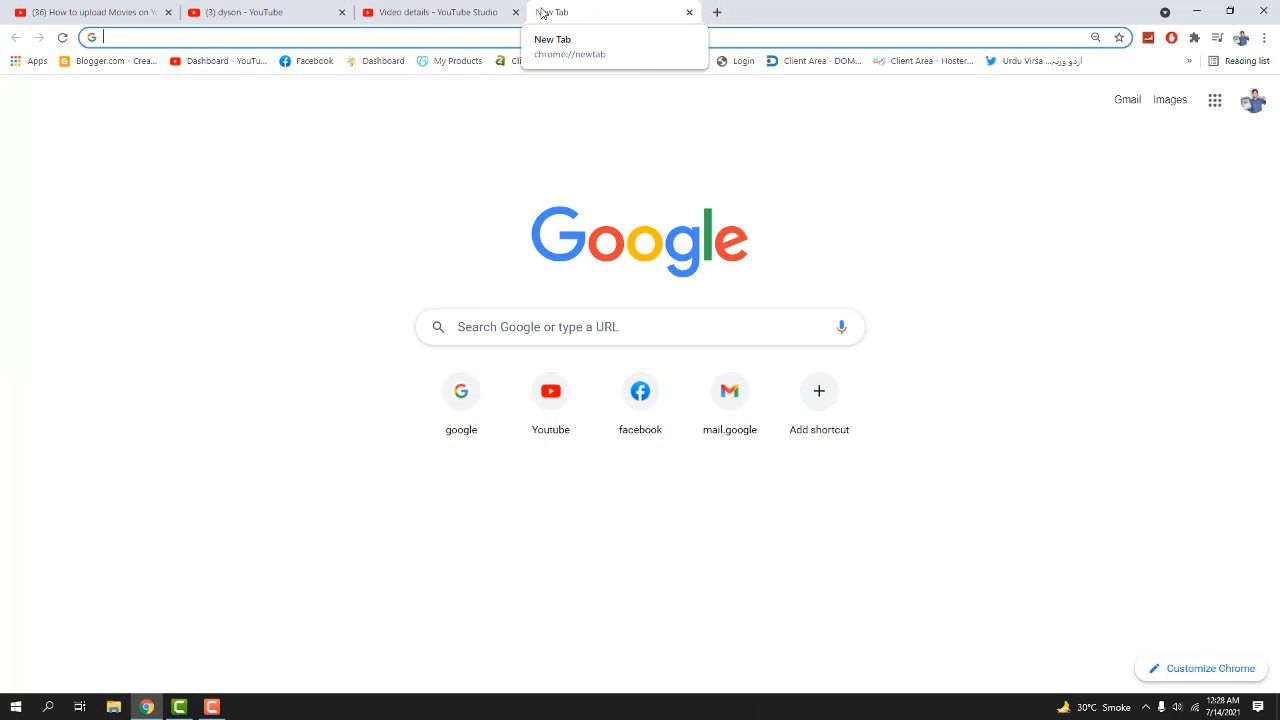 (36) How to upload Movies on Y
(3) dyson - YouTube
Video details - YouTube Studio
New Tab
New Tab
chrome://newtab
Apps
Blogger.com - Crea...
Dashboard - YouTu...
Facebook
Dashboard
My Products
Cli
Login
Client Area - DOM...
Client Area - Hoster...
Urdu Virsa ...اردو ورثہ
Reading list
Gmail
Images
Google
Search Google or type a URL
google
Youtube
facebook
mail.google
Add shortcut
Customize Chrome
30°C Smoke
12:28 AM
7/14/2021